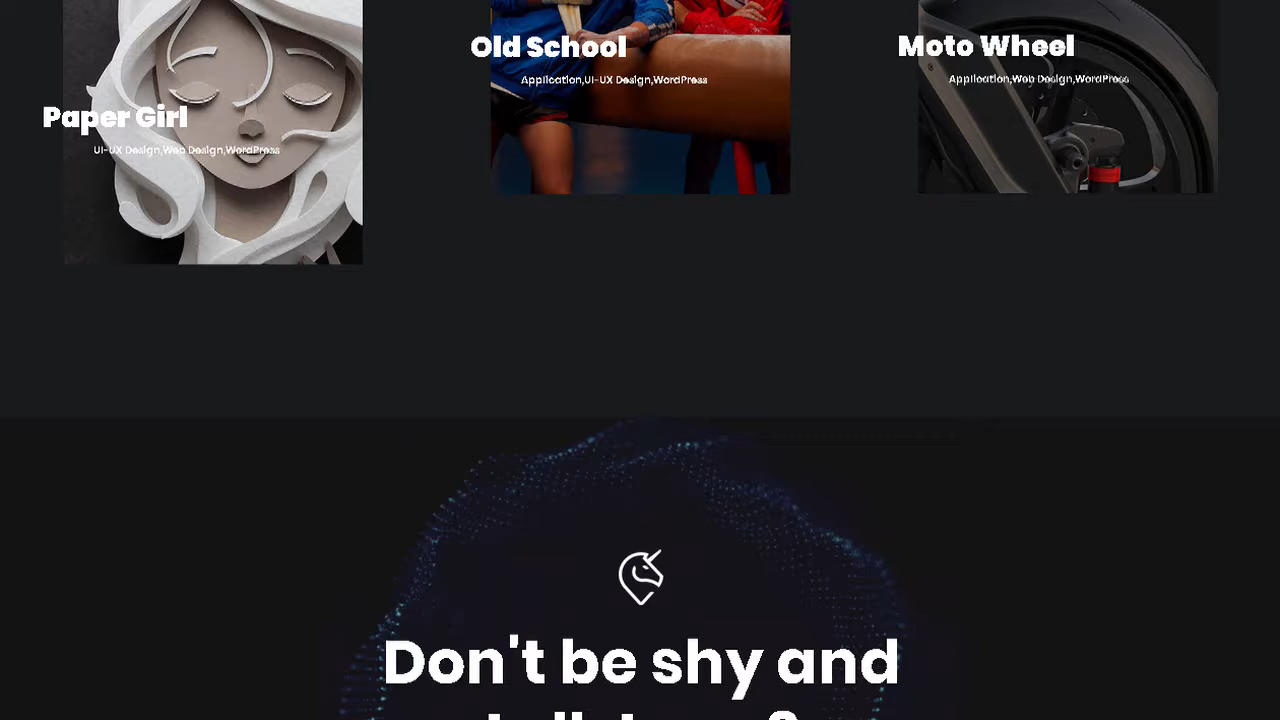 Old School
Application,UI-UX Design,WordPress
Moto Wheel
Application,Web Design,WordPress
Paper Girl
UI-UX Design,Web Design,WordPress
Don't be shy and